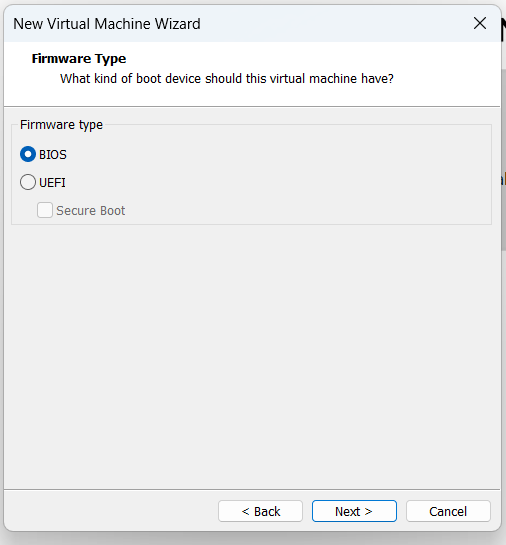 New Virtual Machine Wizard
Firmware Type
What kind of boot device should this virtual machine have?
Firmware type
BIOS
UEFI
Secure Boot
< Back
Next >
Cancel